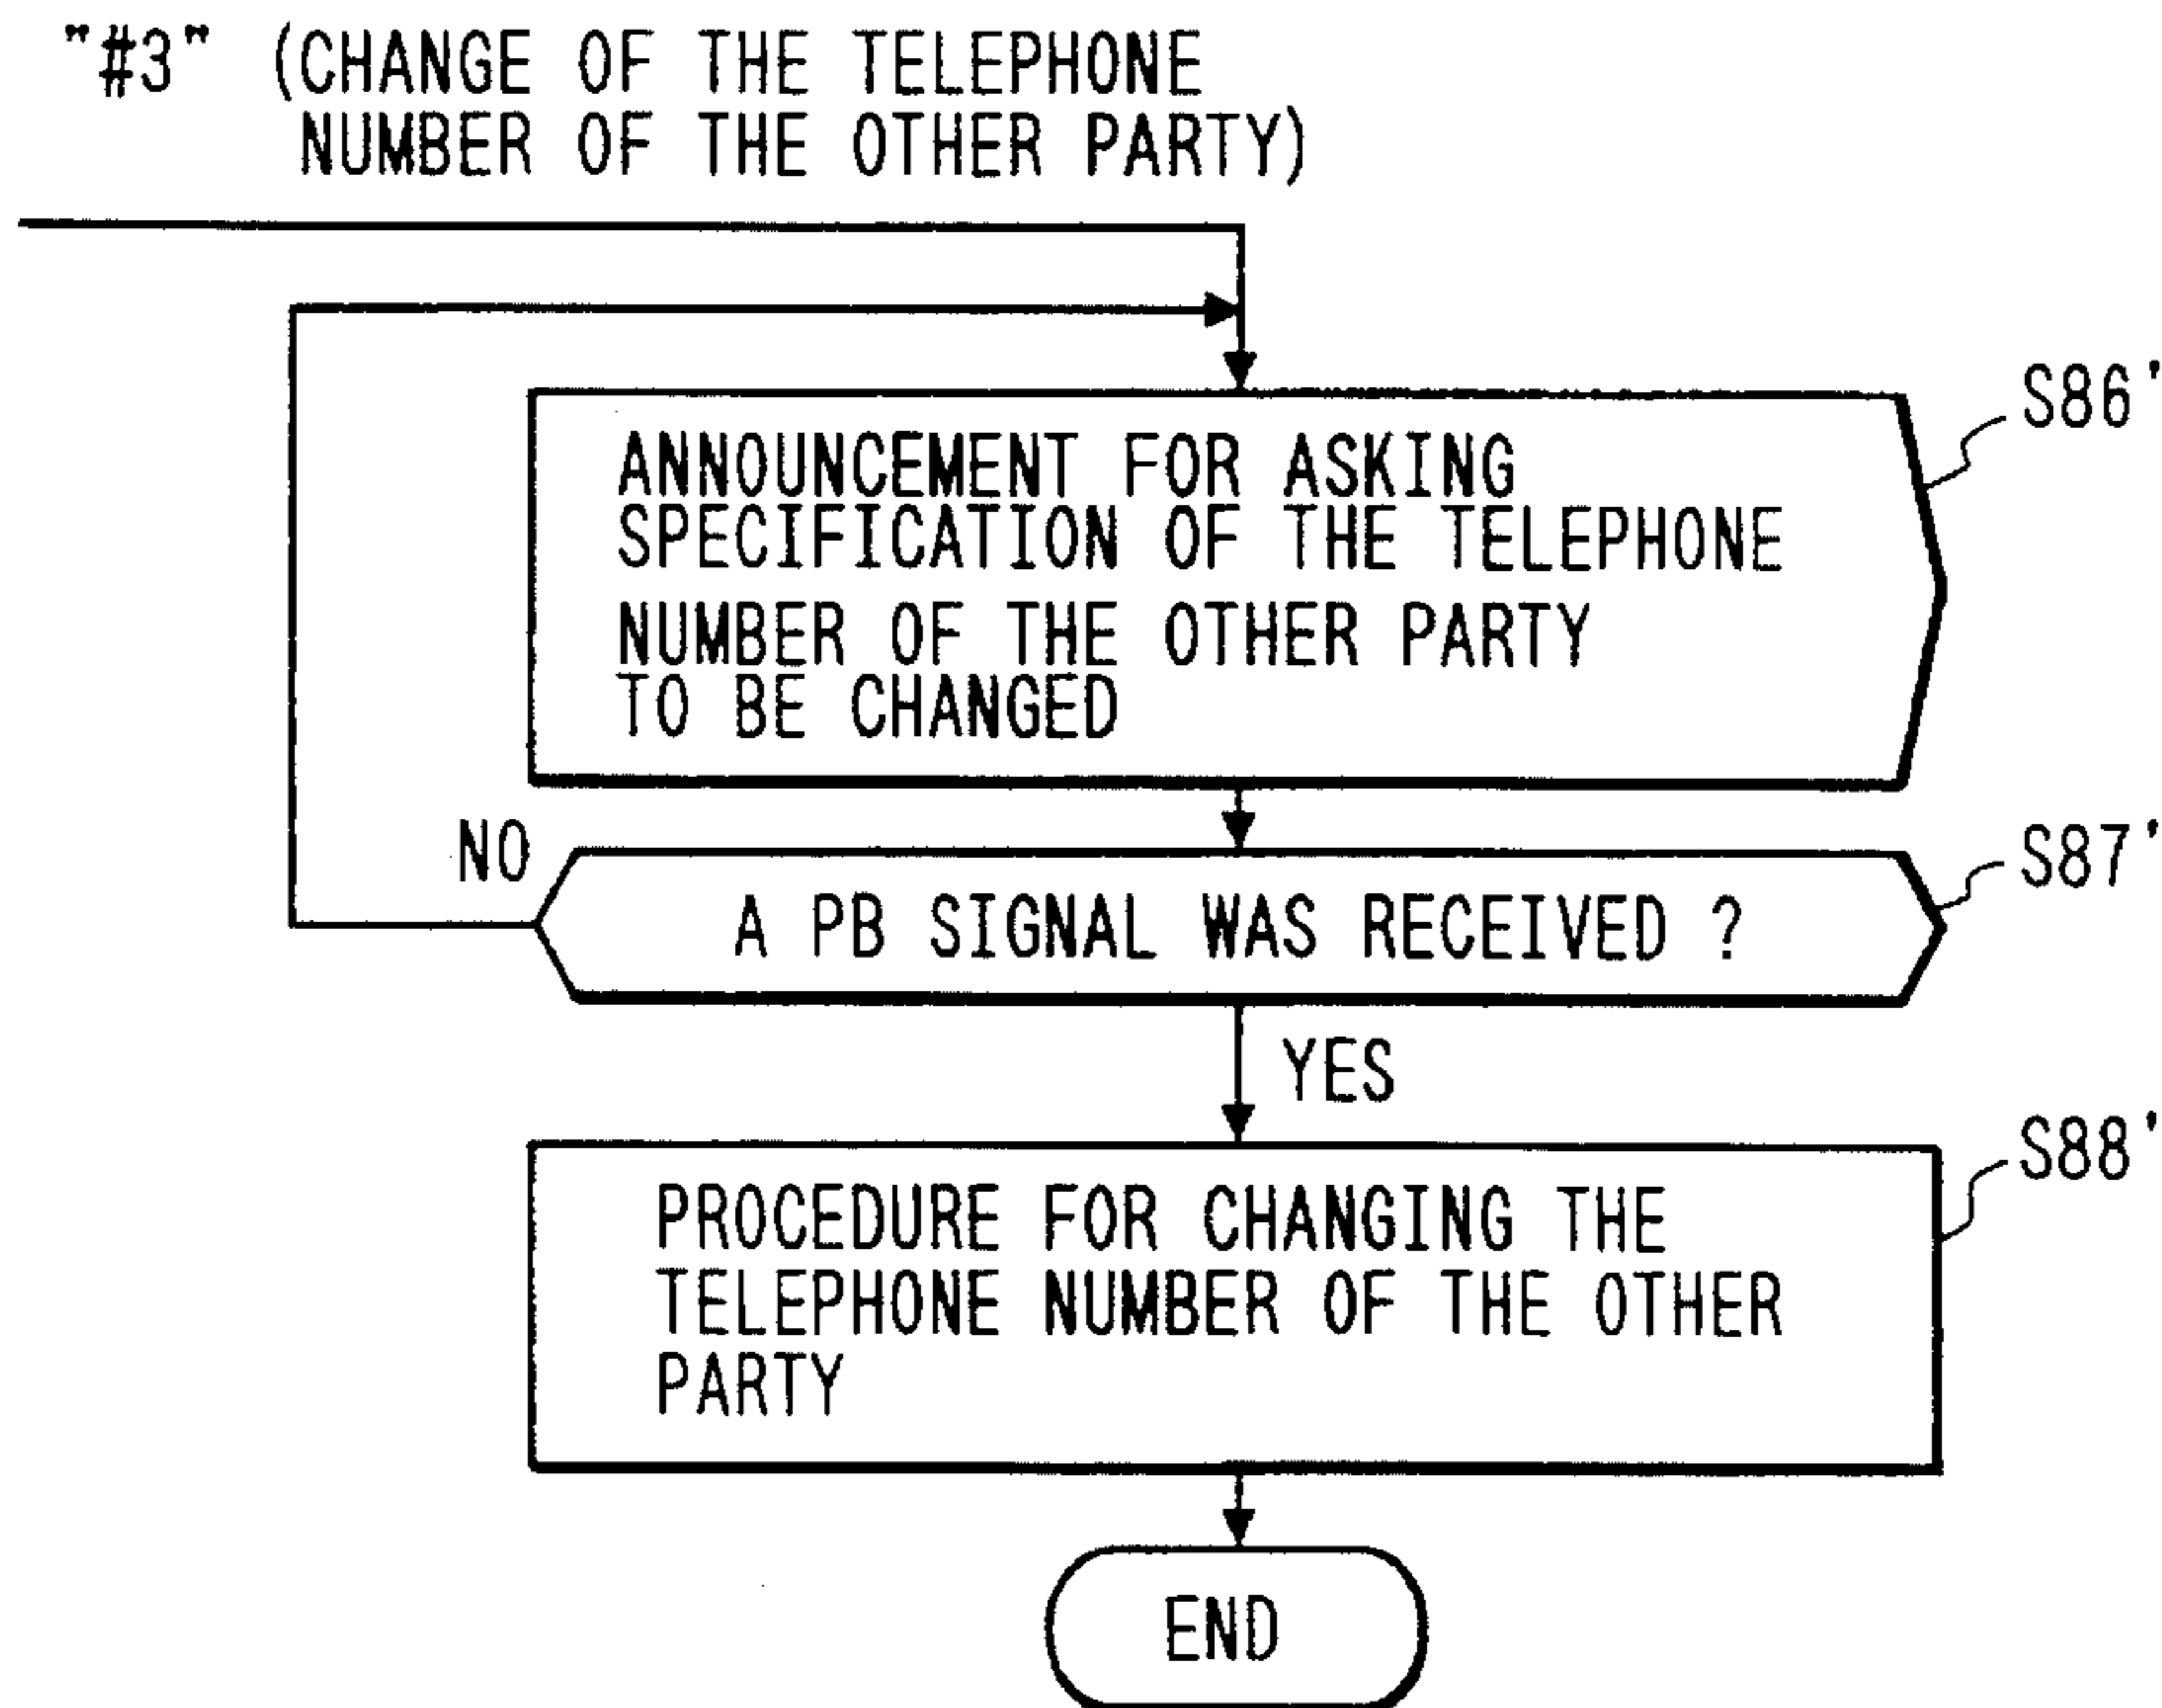 "#3" (CHANGE OF THE TELEPHONE
NUMBER OF THE OTHER PARTY)
S86'
ANNOUNCEMENT FOR ASKING
SPECIFICATION OF THE TELEPHONE
NUMBER OF THE OTHER PARTY
TO BE CHANGED
NO
S87'
A PB SIGNAL WAS RECEIVED ?
YES
S88'
PROCEDURE FOR CHANGING THE
TELEPHONE NUMBER OF THE OTHER
PARTY
END